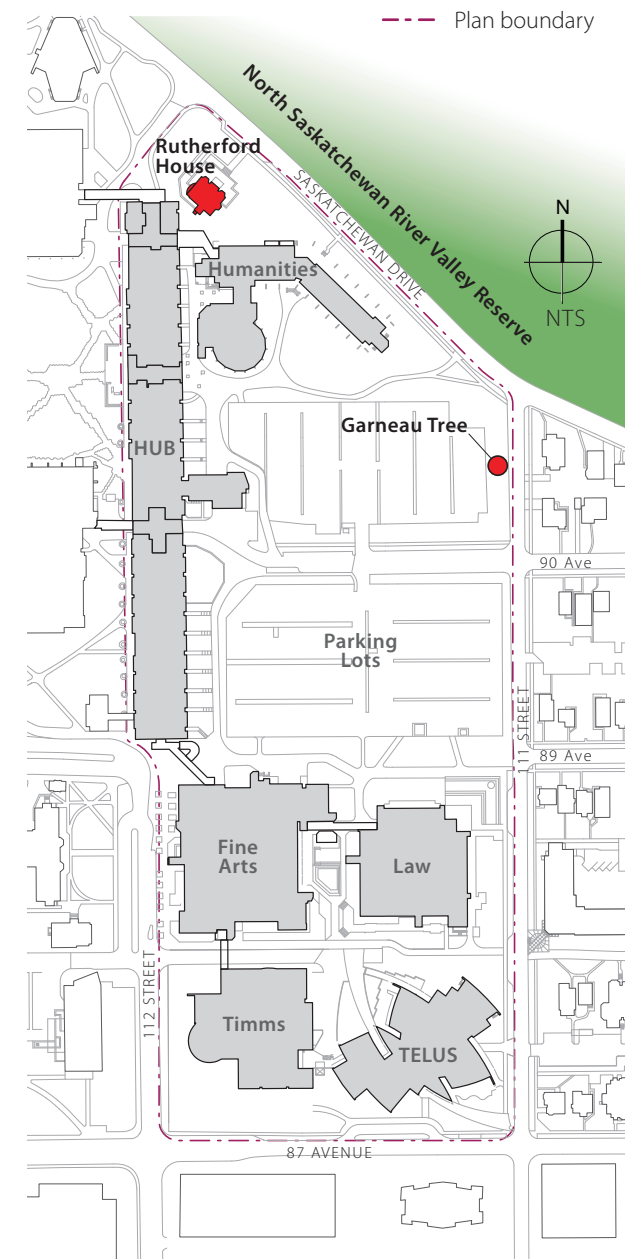 Plan boundary
North Saskatchewan River Valley Reserve
Rutherford
House
SASKATCHEWAN DRIVE
N
NTS
Humanities
Garneau Tree
HUB
90 Ave
Parking
Lots
111 STREET
89 Ave
Fine
Arts
Law
112 STREET
Timms
TELUS
87 AVENUE